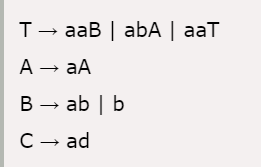 T → aaB | abA | aaT
A → aA
B → ab | b
C → ad